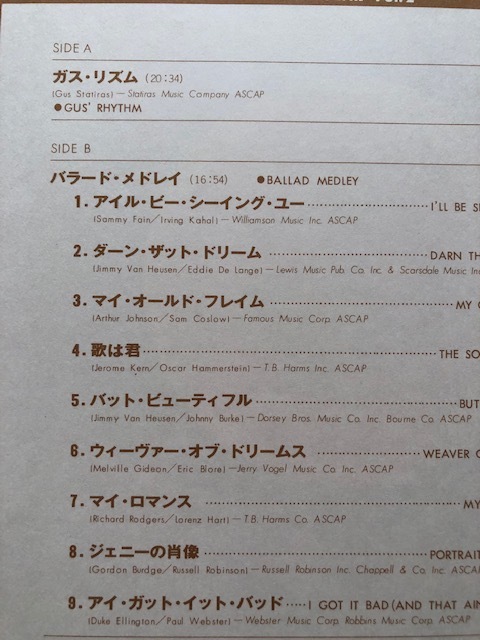 SIDE A
ガス・リズム (20:34)
(Gus Statiras)—Statiras Music Company ASCAP
●GUS' RHYTHM
SIDE B
バラード・メドレイ (16:54) ●BALLAD MEDLEY
1. アイル・ビー・シーイング・ユー……I'LL BE S
(Sammy Fain/Irving Kahal)—Williamson Music Inc. ASCAP
2. ダーン・ザット・ドリーム……DARN TH
(Jimmy Van Heusen/Eddie De Lange)—Lewis Music Pub. Co. Inc. & Scarsdale Music In
3. マイ・オールド・フレイム……MY
(Arthur Johnson/Sam Coslow)—Famous Music Corp. ASCAP
4. 歌は君……THE SO
(Jerome Kern/Oscar Hammerstein)—T.B. Harms Inc. ASCAP
5. バット・ビューティフル……BUT
(Jimmy Van Heusen/Johnny Burke)—Dorsey Bros. Music Co. Inc. Bourne Co. ASCAP
6. ウィーヴァー・オブ・ドリームス……WEAVER O
(Melville Gideon/Eric Blore)—Jerry Vogel Music Co. Inc. ASCAP
7. マイ・ロマンス……MY
(Richard Rodgers/Lorenz Hart)—T.B. Harms Co. ASCAP
8. ジェニーの肖像……PORTRAIT
(Gordon Burdge/Russell Robinson)—Russell Robinson Inc. Chappell & Co. Inc. ASCA
9. アイ・ガット・イット・バッド……I GOT IT BAD (AND THAT AIN
(Duke Ellington/Paul Webster)—Webster Music Corp. Robbins Music Corp. ASCAP